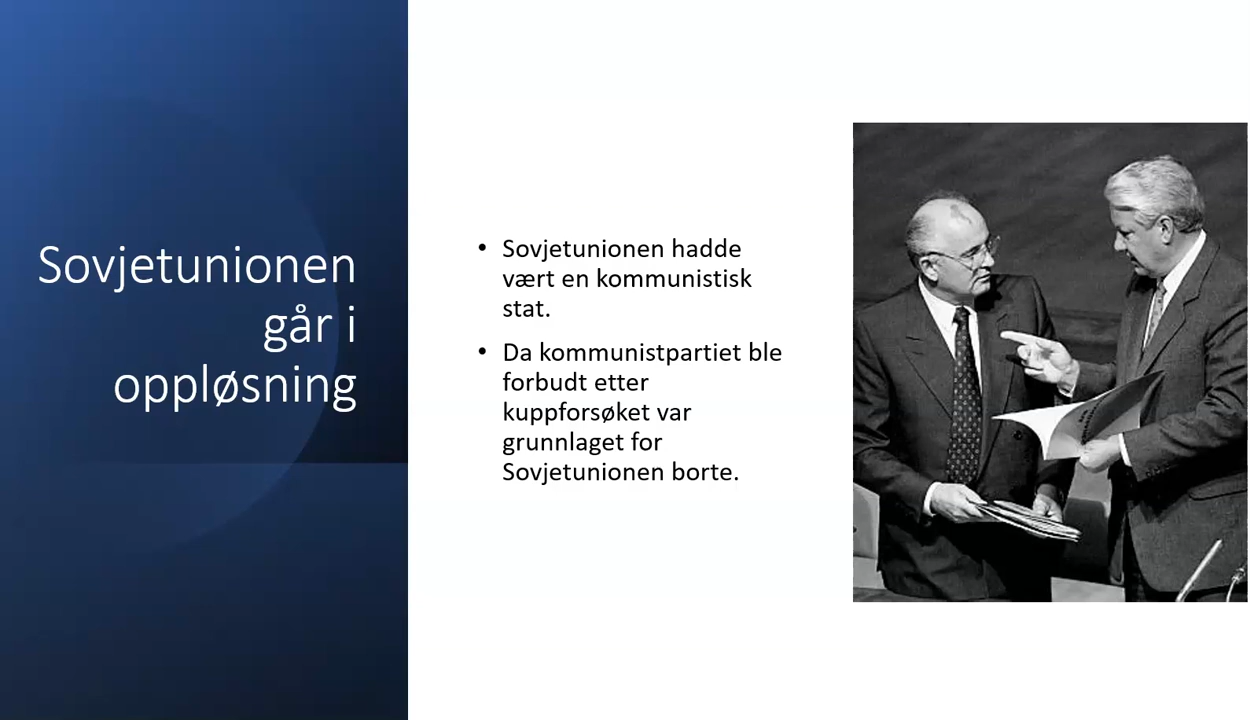 Sovjetunionen
går i
oppløsning
• Sovjetunionen hadde
vært en kommunistisk
stat.
• Da kommunistpartiet ble
forbudt etter
kuppforsøket var
grunnlaget for
Sovjetunionen borte.